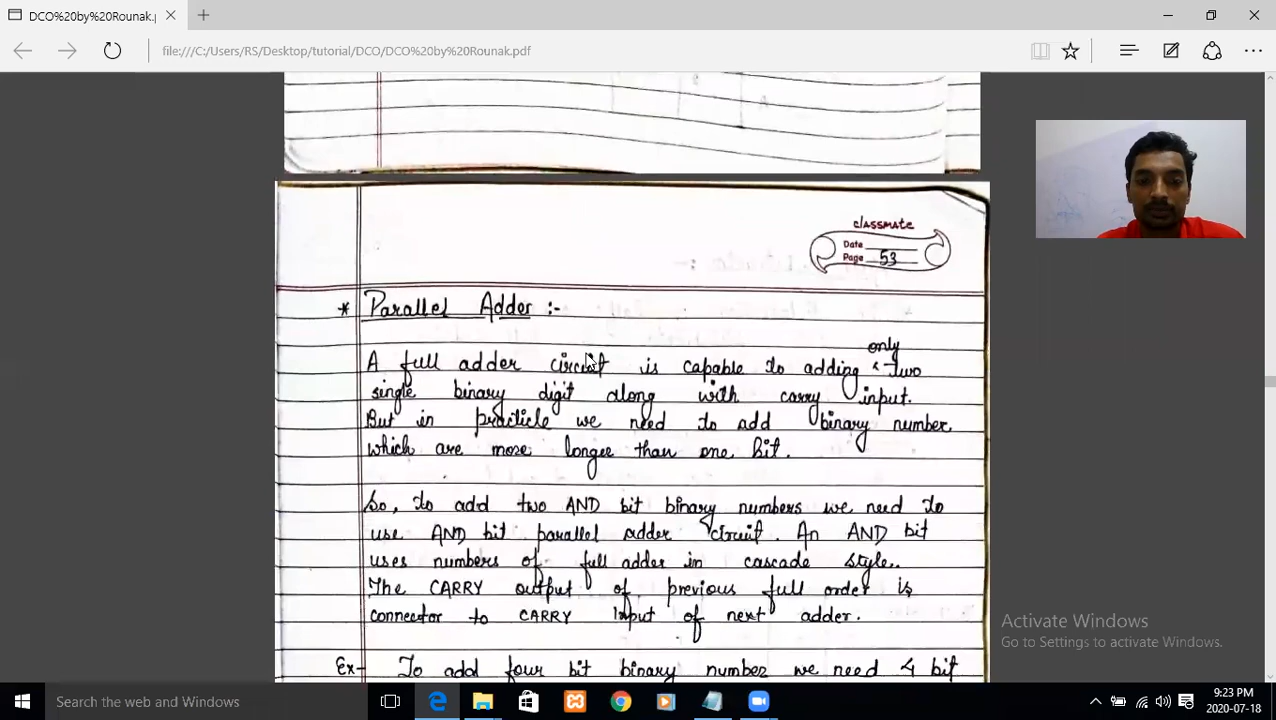 DCO%20by%20Rounak.p
file:///C:/Users/RS/Desktop/tutorial/DCO/DCO%20by%20Rounak.pdf
classmate
Date
Page 53
* Parallel Adder :-
only
A full adder circuit is capable to adding ‹ two
single binary digit along with carry input.
But in practicle we need to add binary number
which are more longer than one bit.
So, to add two AND bit binary numbers we need to
use AND bit parallel adder circuit. An AND bit
uses numbers of full adder in cascade style.
The CARRY output of previous full order is
connector to CARRY Input of next adder.
Ex- To add four bit binary number we need 4 bit
Activate Windows
Go to Settings to activate Windows.
Search the web and Windows
9:23 PM
2020-07-18